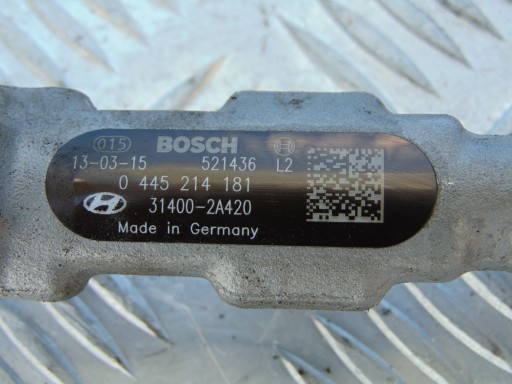 015 BOSCH
13-03-15 521436 L2
0 445 214 181
31400-2A420
Made in Germany